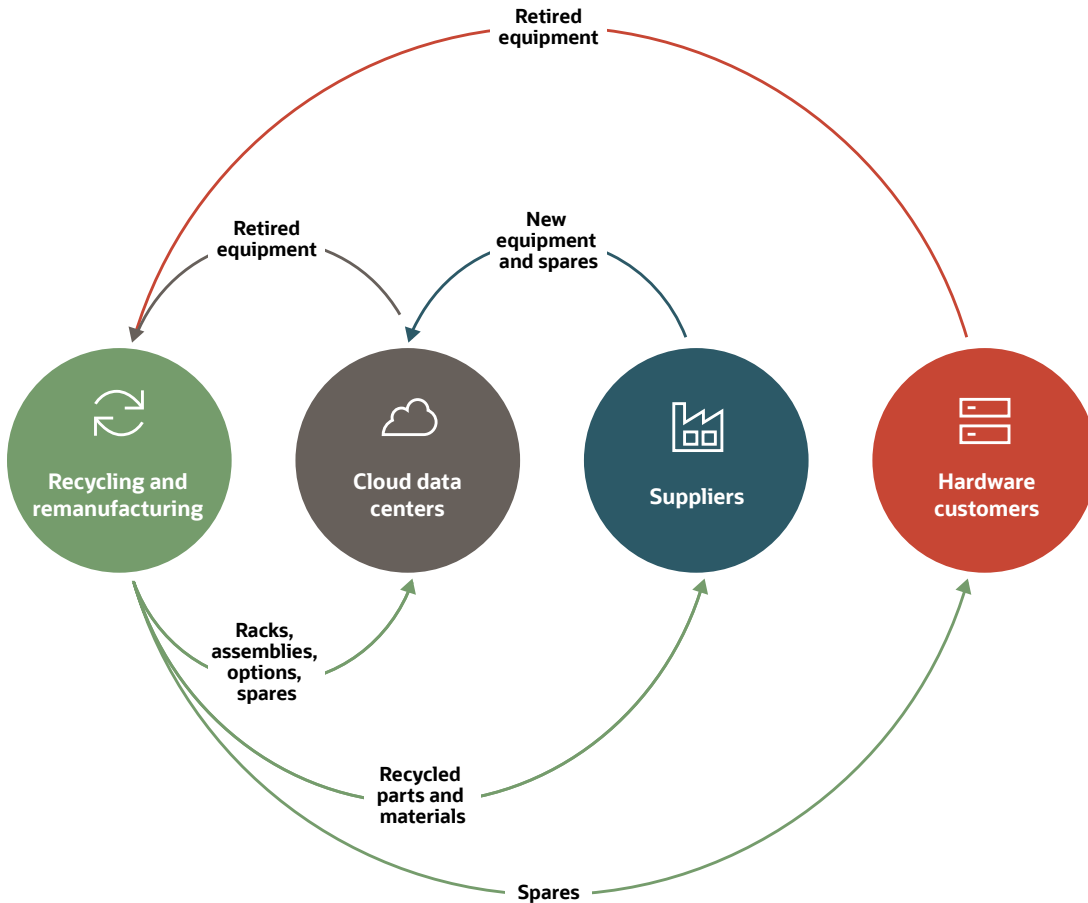 Retired
equipment
Retired
equipment
New
equipment
and spares
Recycling and
remanufacturing
Cloud data
centers
Suppliers
Hardware
customers
Racks,
assemblies,
options,
spares
Recycled
parts and
materials
Spares